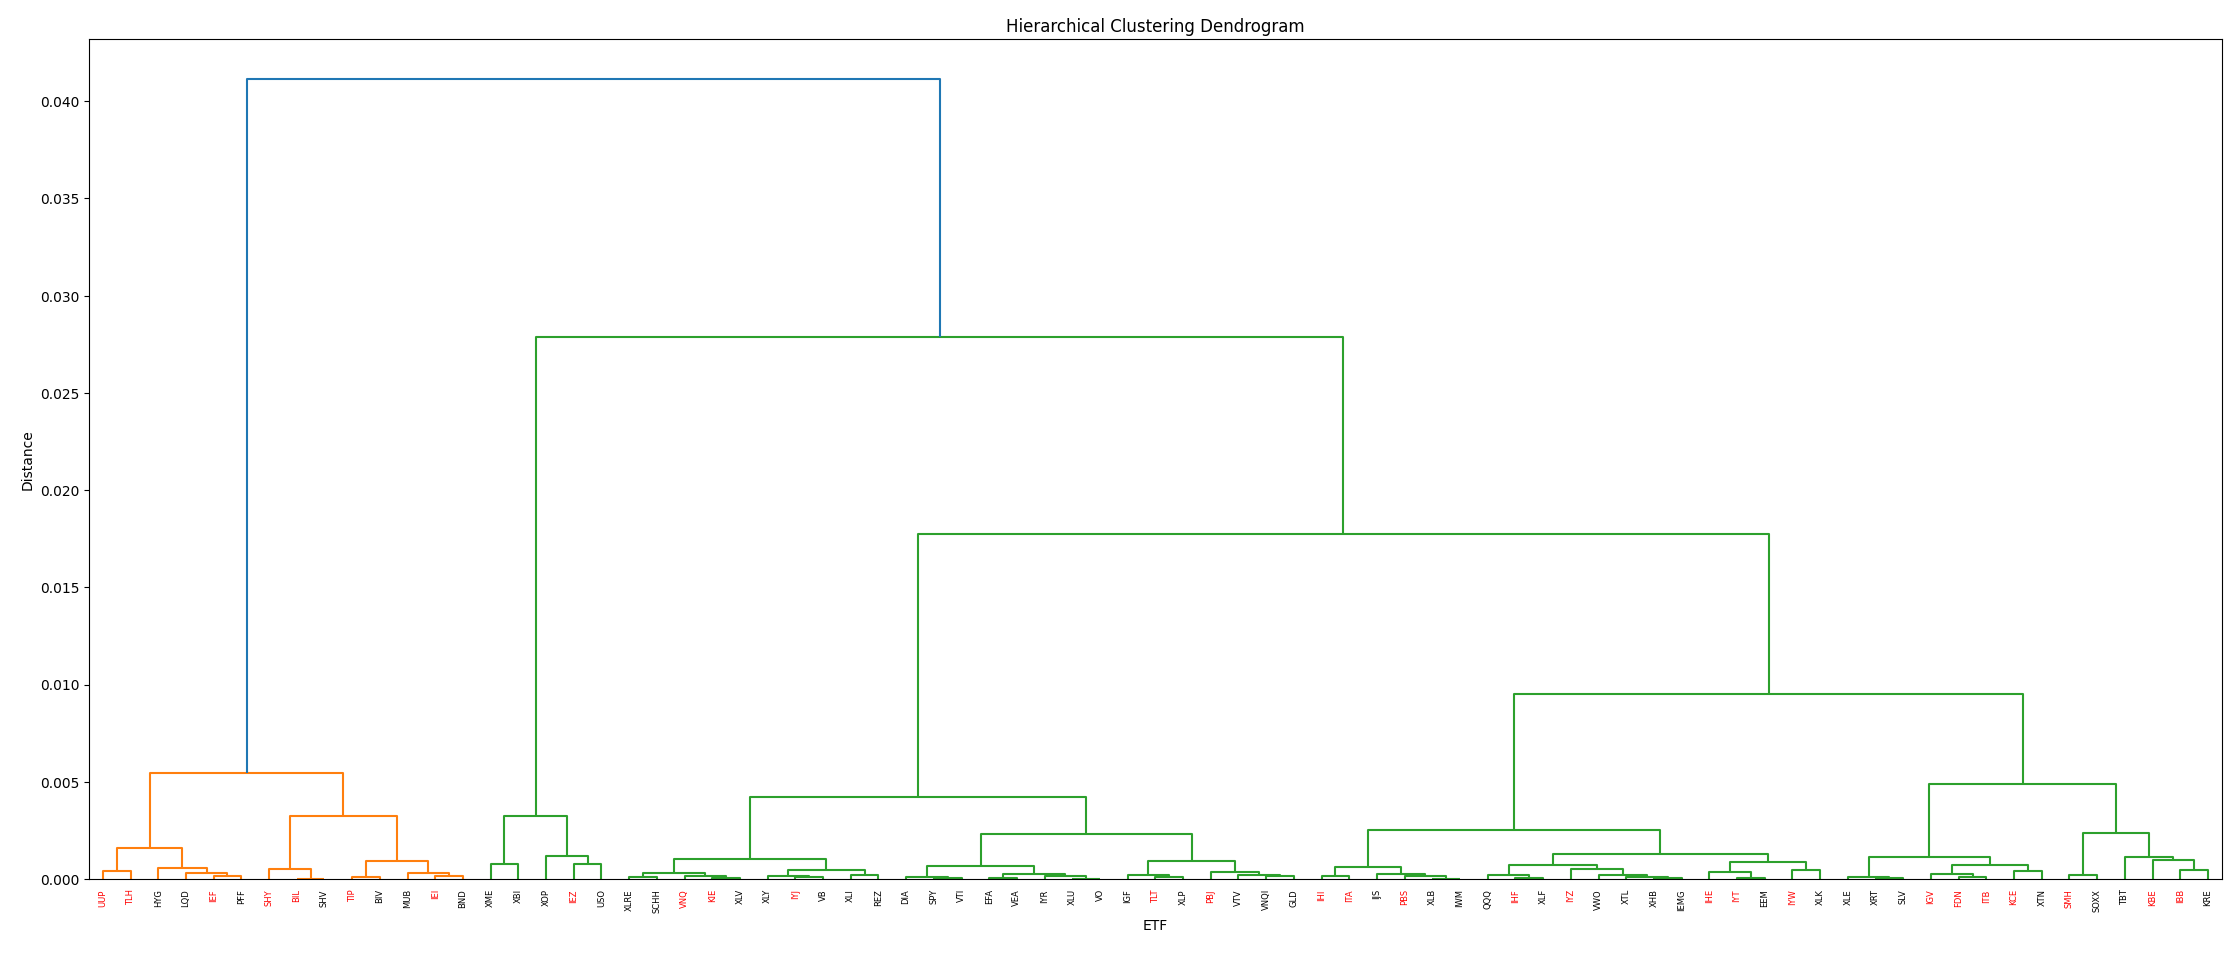 Hierarchical Clustering Dendrogram
0.040
0.035
0.030
0.025
0.020
0.015
0.010
0.005
0.000
Distance
UUP TLH HYG LQD IEF PFF SHY BIL SHV TIP BIV MUB IEI BND XME XBI XOP IEZ USO XLRE SCHH VNQ KIE XLV XLY IYJ VB XLI REZ DIA SPY VTI EFA VEA IYR XLU VO IGF TLT XLP PBJ VTV VNQI GLD IHI ITA IJS PBS XLB IWM QQQ IHF XLF IYZ VWO XTL XHB IEMG IHE IYT EEM IYW XLK XLE XRT SLV IGV FDN ITB KCE XTN SMH SOXX TBT KBE IBB KRE
ETF